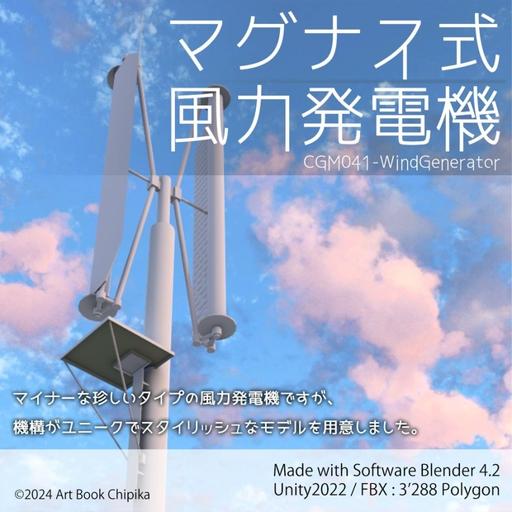 マグナス式
風力発電機
CGM041-WindGenerator
マイナーな珍しいタイプの風力発電機ですが、
機構がユニークでスタイリッシュなモデルを用意しました。
Made with Software Blender 4.2
©2024 Art Book Chipika
Unity2022 / FBX : 3’288 Polygon